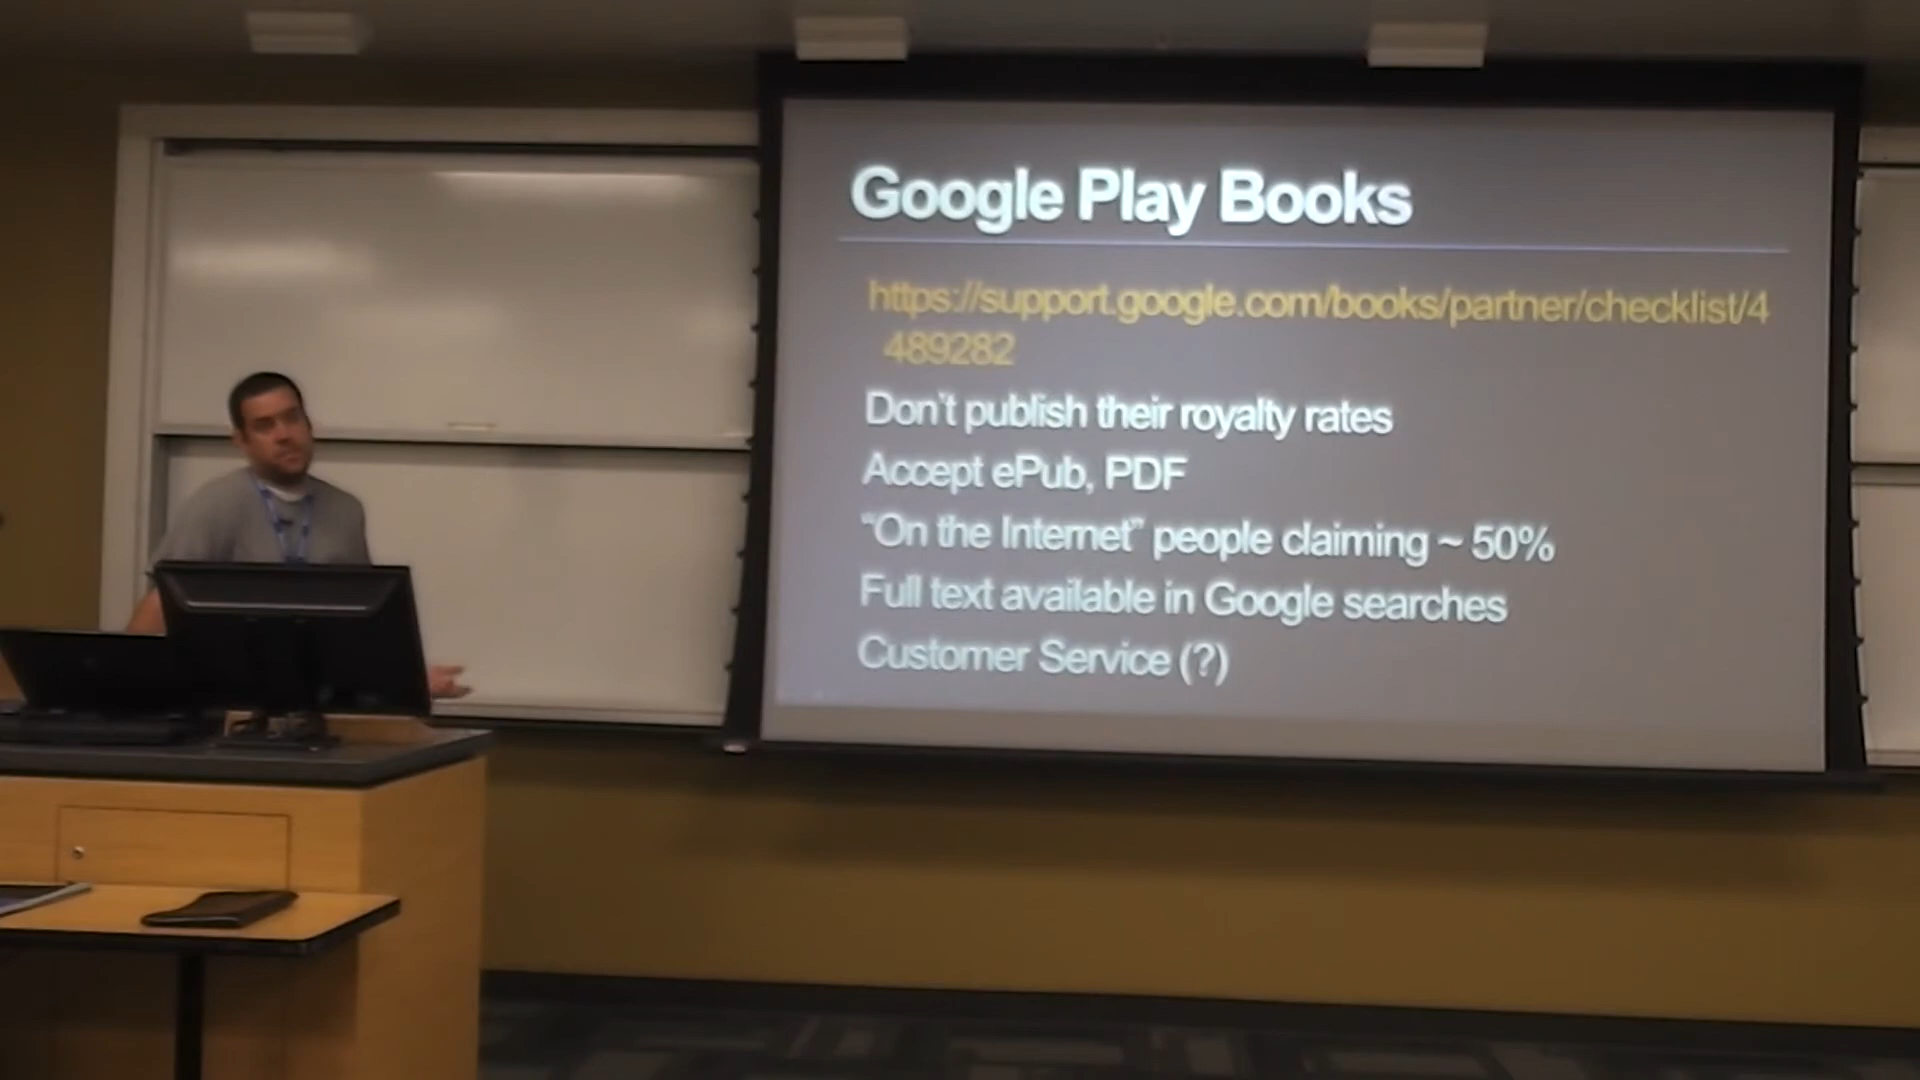 Google Play Books
https://support.google.com/books/partner/checklist/4
489282
Don't publish their royalty rates
Accept ePub, PDF
"On the Internet" people claiming ~ 50%
Full text available in Google searches
Customer Service (?)